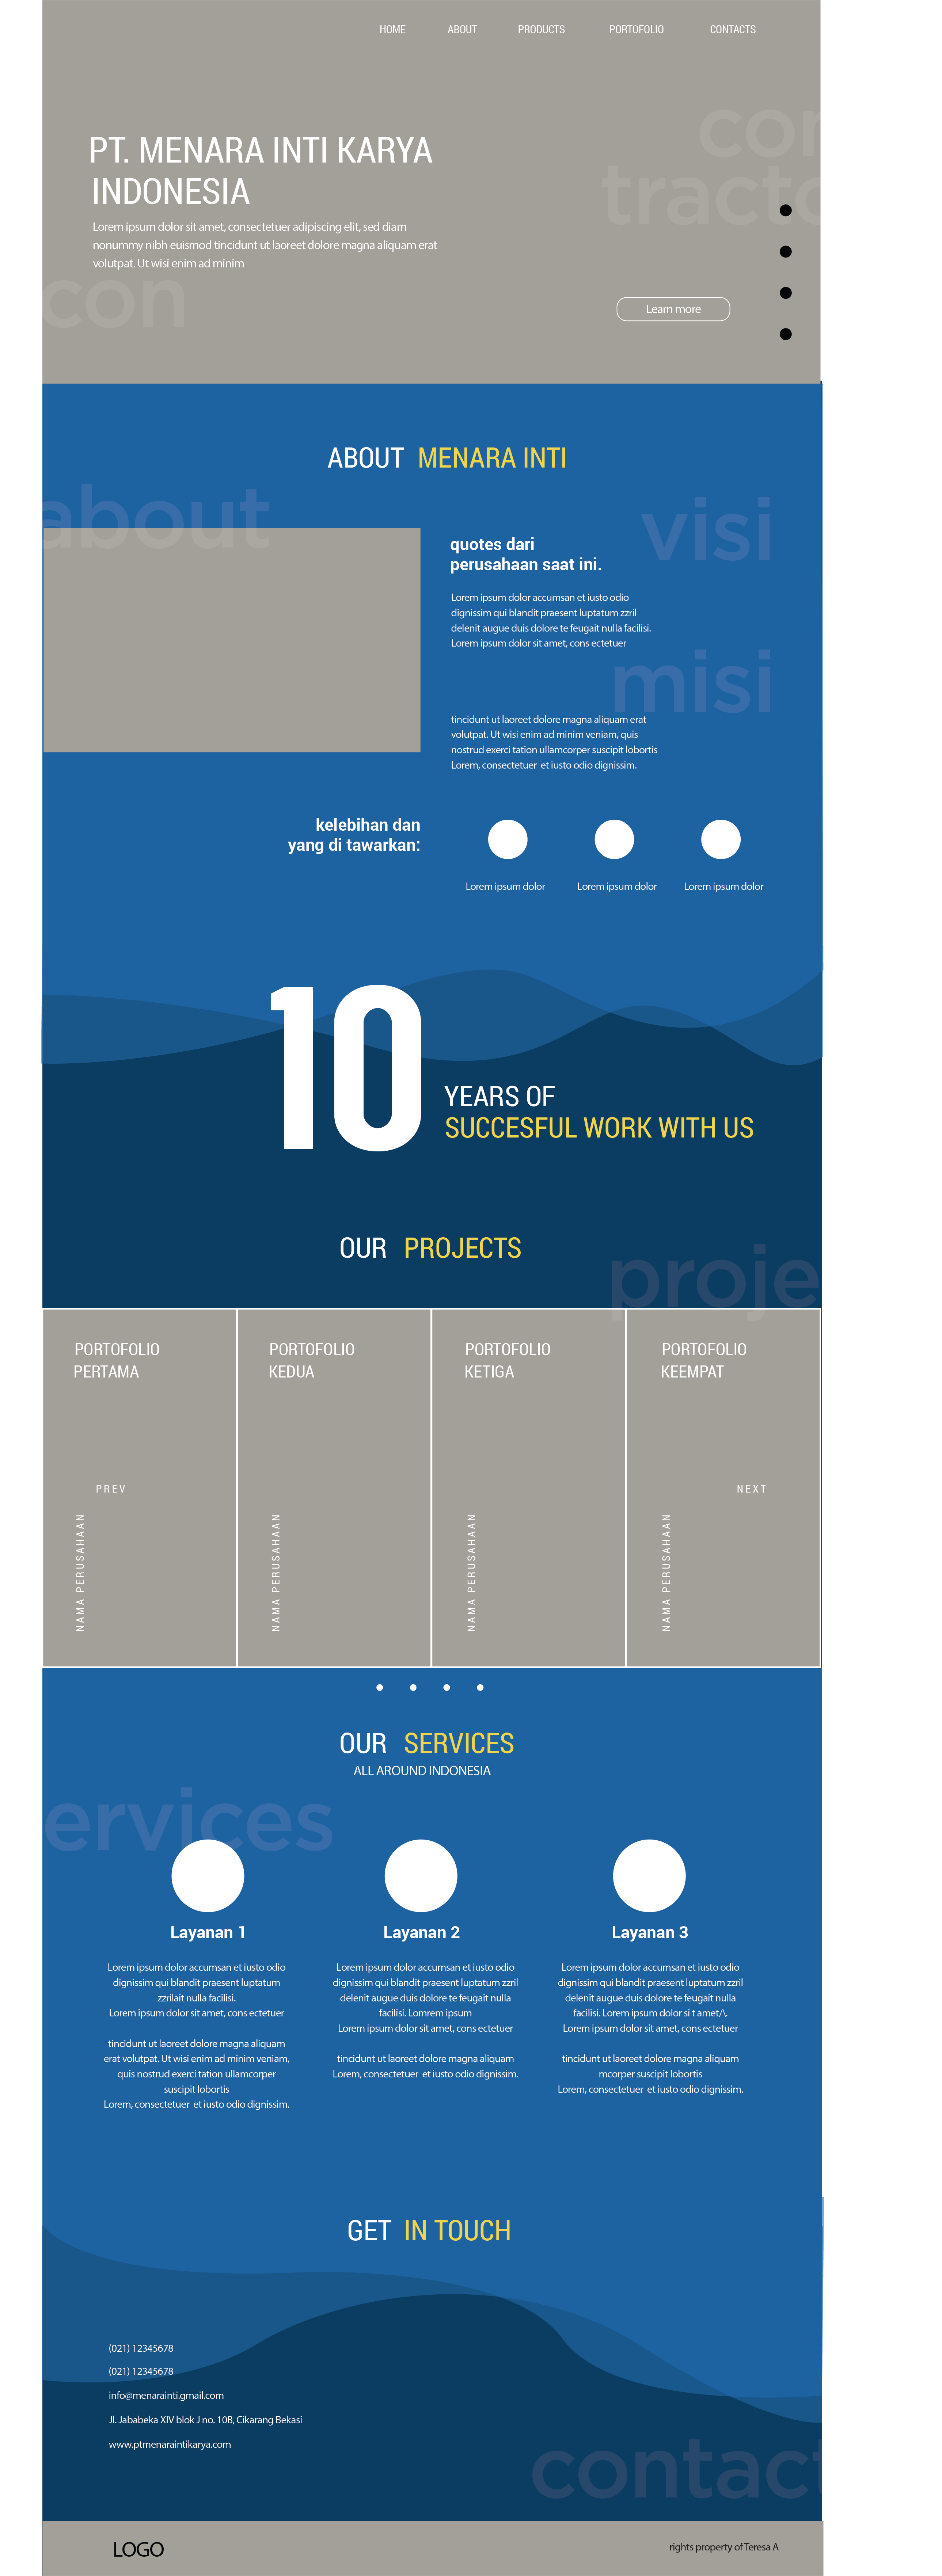 HOME ABOUT PRODUCTS PORTOFOLIO CONTACTS
con
tracto
PT. MENARA INTI KARYA
INDONESIA
Lorem ipsum dolor sit amet, consectetuer adipiscing elit, sed diam
nonummy nibh euismod tincidunt ut laoreet dolore magna aliquam erat
volutpat. Ut wisi enim ad minim
icon
Learn more
ABOUT MENARA INTI
about
visi
quotes dari
perusahaan saat ini.
Lorem ipsum dolor accumsan et iusto odio
dignissim qui blandit praesent luptatum zzril
delenit augue duis dolore te feugait nulla facilisi.
Lorem ipsum dolor sit amet, cons ectetuer
misi
tincidunt ut laoreet dolore magna aliquam erat
volutpat. Ut wisi enim ad minim veniam, quis
nostrud exerci tation ullamcorper suscipit lobortis
Lorem, consectetuer et iusto odio dignissim.
kelebihan dan
yang di tawarkan:
Lorem ipsum dolor
Lorem ipsum dolor
Lorem ipsum dolor
10
YEARS OF
SUCCESFUL WORK WITH US
OUR PROJECTS
proje
PORTOFOLIO
PERTAMA
PORTOFOLIO
KEDUA
PORTOFOLIO
KETIGA
PORTOFOLIO
KEEMPAT
PREV
NEXT
NAMA PERUSAHAAN
NAMA PERUSAHAAN
NAMA PERUSAHAAN
NAMA PERUSAHAAN
OUR SERVICES
ALL AROUND INDONESIA
ervices
Layanan 1
Lorem ipsum dolor accumsan et iusto odio
dignissim qui blandit praesent luptatum
zzrilait nulla facilisi.
Lorem ipsum dolor sit amet, cons ectetuer
tincidunt ut laoreet dolore magna aliquam
erat volutpat. Ut wisi enim ad minim veniam,
quis nostrud exerci tation ullamcorper
suscipit lobortis
Lorem, consectetuer et iusto odio dignissim.
Layanan 2
Lorem ipsum dolor accumsan et iusto odio
dignissim qui blandit praesent luptatum zzril
delenit augue duis dolore te feugait nulla
facilisi. Lomrem ipsum
Lorem ipsum dolor sit amet, cons ectetuer
tincidunt ut laoreet dolore magna aliquam
Lorem, consectetuer et iusto odio dignissim.
Layanan 3
Lorem ipsum dolor accumsan et iusto odio
dignissim qui blandit praesent luptatum zzril
delenit augue duis dolore te feugait nulla
facilisi. Lorem ipsum dolor si t amet/\.
Lorem ipsum dolor sit amet, cons ectetuer
tincidunt ut laoreet dolore magna aliquam
mcorper suscipit lobortis
Lorem, consectetuer et iusto odio dignissim.
GET IN TOUCH
(021) 12345678
(021) 12345678
info@menarainti.gmail.com
Jl. Jababeka XIV blok J no. 10B, Cikarang Bekasi
www.ptmenaraintikarya.com
contact
LOGO
rights property of Teresa A